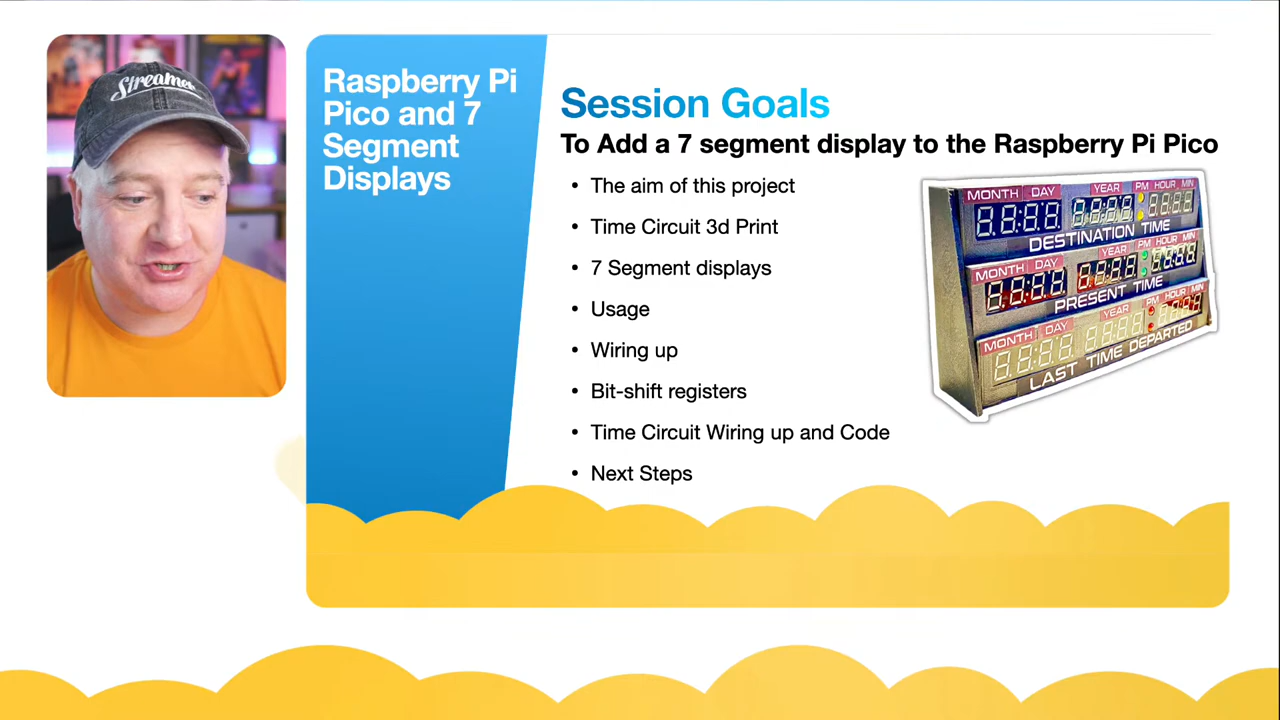 Streamer
Raspberry Pi
Pico and 7
Segment
Displays
Session Goals
To Add a 7 segment display to the Raspberry Pi Pico
• The aim of this project
• Time Circuit 3d Print
• 7 Segment displays
• Usage
• Wiring up
• Bit-shift registers
• Time Circuit Wiring up and Code
• Next Steps
MONTH DAY YEAR PM HOUR MIN
DESTINATION TIME
MONTH DAY YEAR PM HOUR MIN
PRESENT TIME
MONTH DAY YEAR PM HOUR MIN
LAST TIME DEPARTED